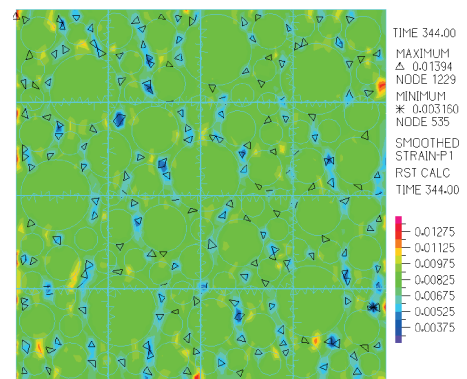 TIME 344.00
MAXIMUM
△ 0.01394
NODE 1229
MINIMUM
✳ 0.003160
NODE 535
SMOOTHED
STRAIN-P1
RST CALC
TIME 344.00
0.01275
0.01125
0.00975
0.00825
0.00675
0.00525
0.00375